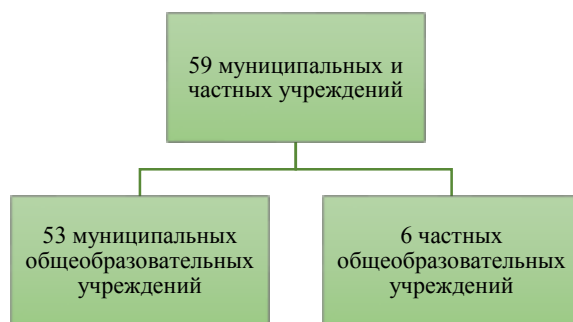 59 муниципальных и
частных учреждений
53 муниципальных
общеобразовательных
учреждений
6 частных
общеобразовательных
учреждений